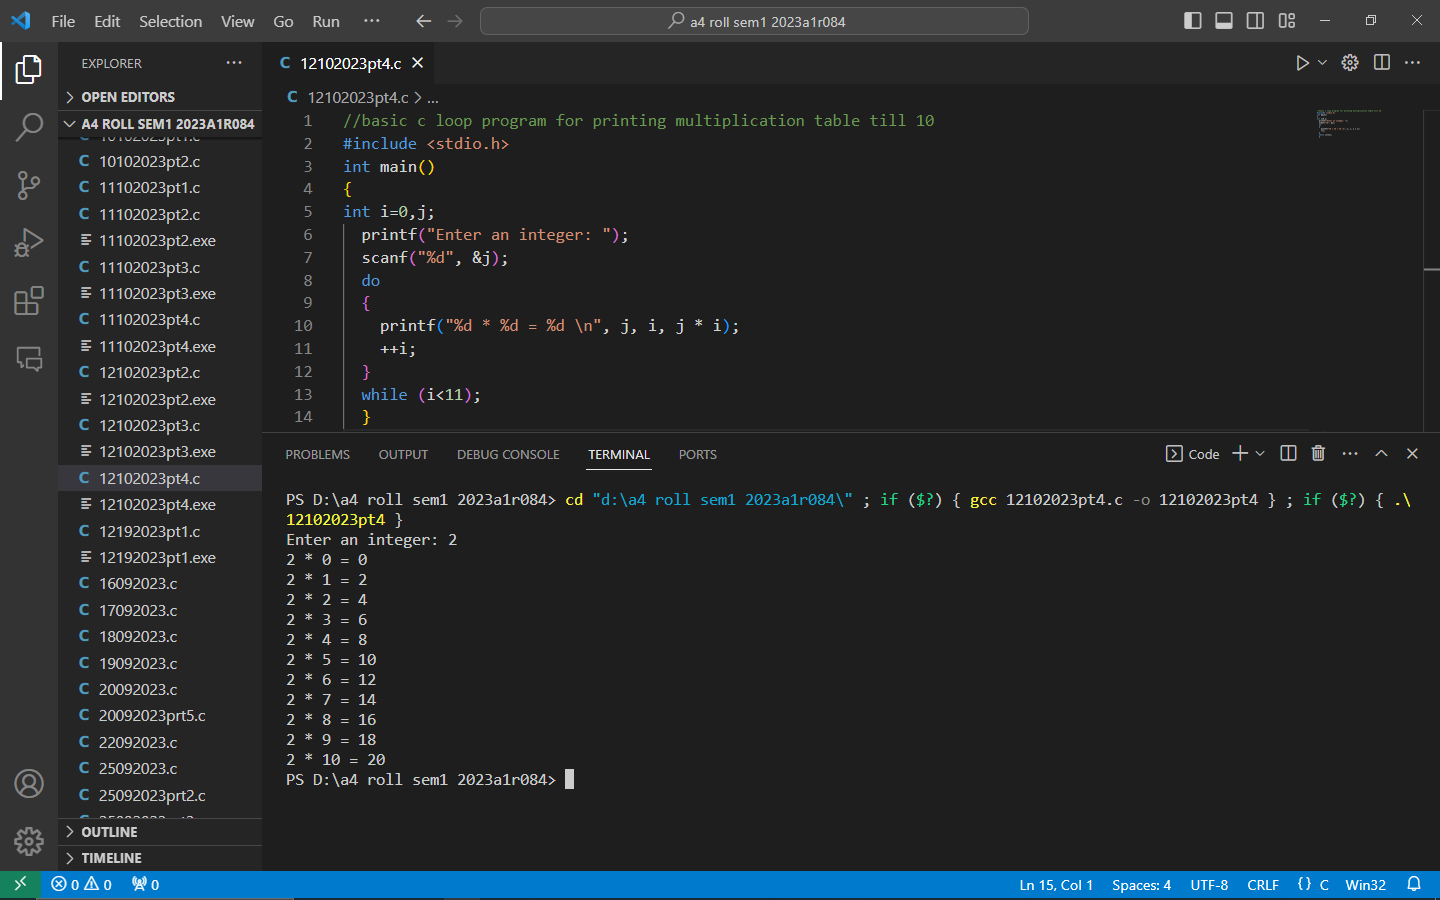 File Edit Selection View Go Run ··· a4 roll sem1 2023a1r084
EXPLORER ···
OPEN EDITORS
A4 ROLL SEM1 2023A1R084
10102023pt2.c
11102023pt1.c
11102023pt2.c
11102023pt2.exe
11102023pt3.c
11102023pt3.exe
11102023pt4.c
11102023pt4.exe
12102023pt2.c
12102023pt2.exe
12102023pt3.c
12102023pt3.exe
12102023pt4.c
12102023pt4.exe
12192023pt1.c
12192023pt1.exe
16092023.c
17092023.c
18092023.c
19092023.c
20092023.c
20092023prt5.c
22092023.c
25092023.c
25092023prt2.c
OUTLINE
TIMELINE
C 12102023pt4.c
C 12102023pt4.c > ...
1 //basic c loop program for printing multiplication table till 10
2 #include <stdio.h>
3 int main()
4 {
5 int i=0,j;
6 printf("Enter an integer: ");
7 scanf("%d", &j);
8 do
9 {
10 printf("%d * %d = %d \n", j, i, j * i);
11 ++i;
12 }
13 while (i<11);
14 }
PROBLEMS OUTPUT DEBUG CONSOLE TERMINAL PORTS Code
PS D:\a4 roll sem1 2023a1r084> cd "d:\a4 roll sem1 2023a1r084\" ; if ($?) { gcc 12102023pt4.c -o 12102023pt4 } ; if ($?) { .\
12102023pt4 }
Enter an integer: 2
2 * 0 = 0
2 * 1 = 2
2 * 2 = 4
2 * 3 = 6
2 * 4 = 8
2 * 5 = 10
2 * 6 = 12
2 * 7 = 14
2 * 8 = 16
2 * 9 = 18
2 * 10 = 20
PS D:\a4 roll sem1 2023a1r084>
0 0 0 Ln 15, Col 1 Spaces: 4 UTF-8 CRLF {} C Win32